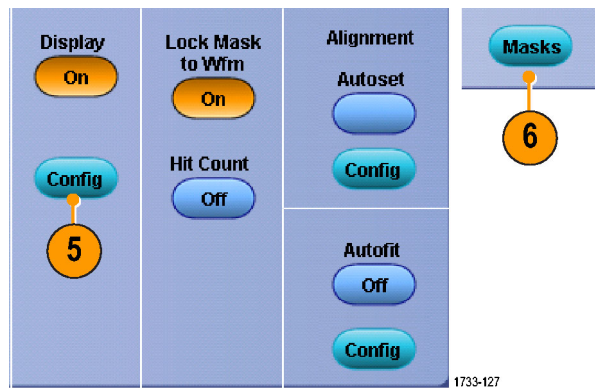 Display
On
Config
5
Lock Mask
to Wfm
On
Hit Count
Off
Alignment
Autoset
Config
Autofit
Off
Config
Masks
6
1733-127